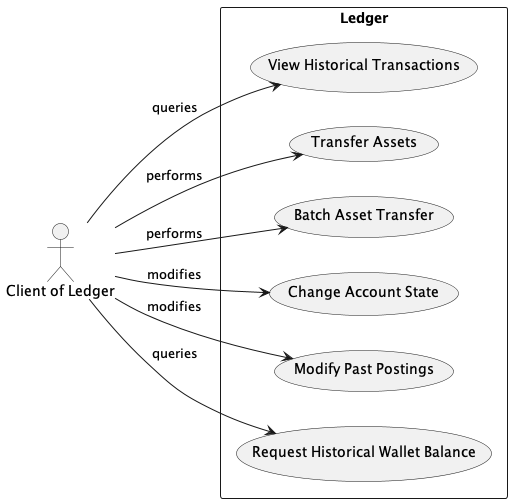 Ledger
View Historical Transactions
queries
Transfer Assets
performs
Batch Asset Transfer
performs
Change Account State
modifies
Client of Ledger
modifies
Modify Past Postings
queries
Request Historical Wallet Balance